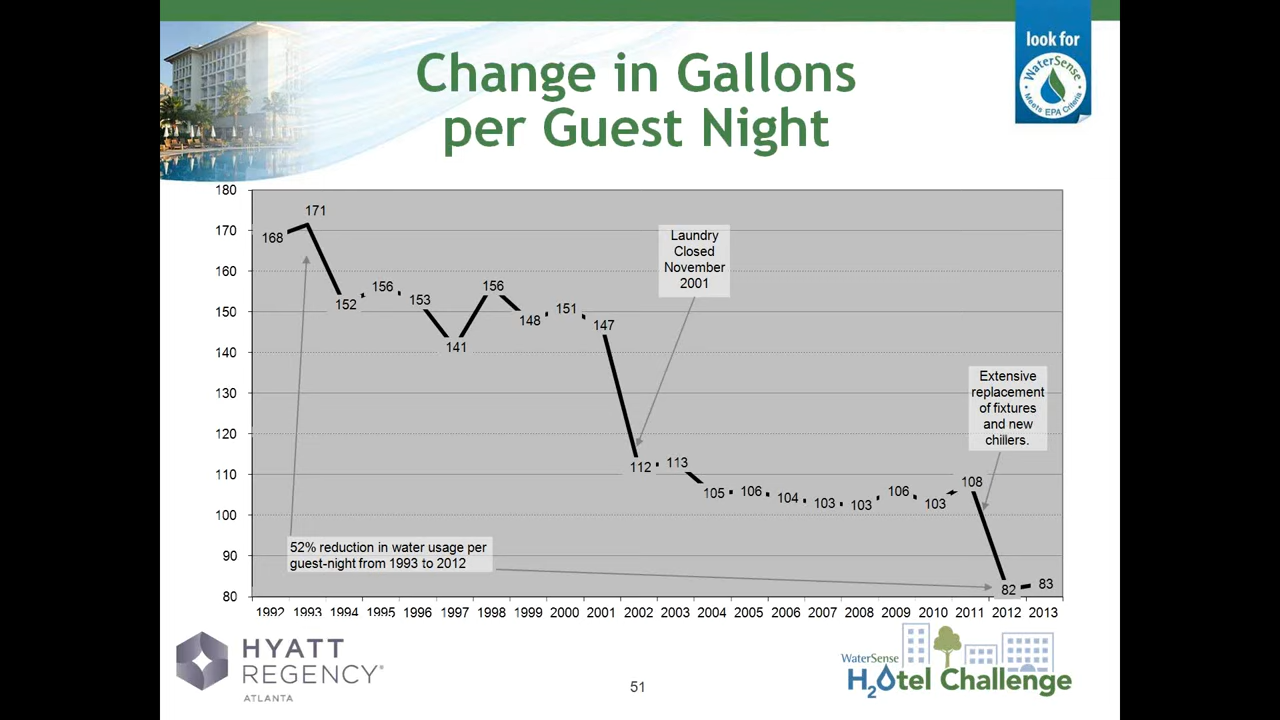 look for
WaterSense
Meets EPA Criteria
Change in Gallons
per Guest Night
180
170
160
150
140
130
120
110
100
90
80
168
171
152
156
153
141
156
148
151
147
112
113
105
106
104
103
103
106
103
108
82
83
Laundry
Closed
November
2001
Extensive
replacement
of fixtures
and new
chillers.
52% reduction in water usage per
guest-night from 1993 to 2012
1992 1993 1994 1995 1996 1997 1998 1999 2000 2001 2002 2003 2004 2005 2006 2007 2008 2009 2010 2011 2012 2013
HYATT
REGENCY®
ATLANTA
51
WaterSense
H2Otel Challenge